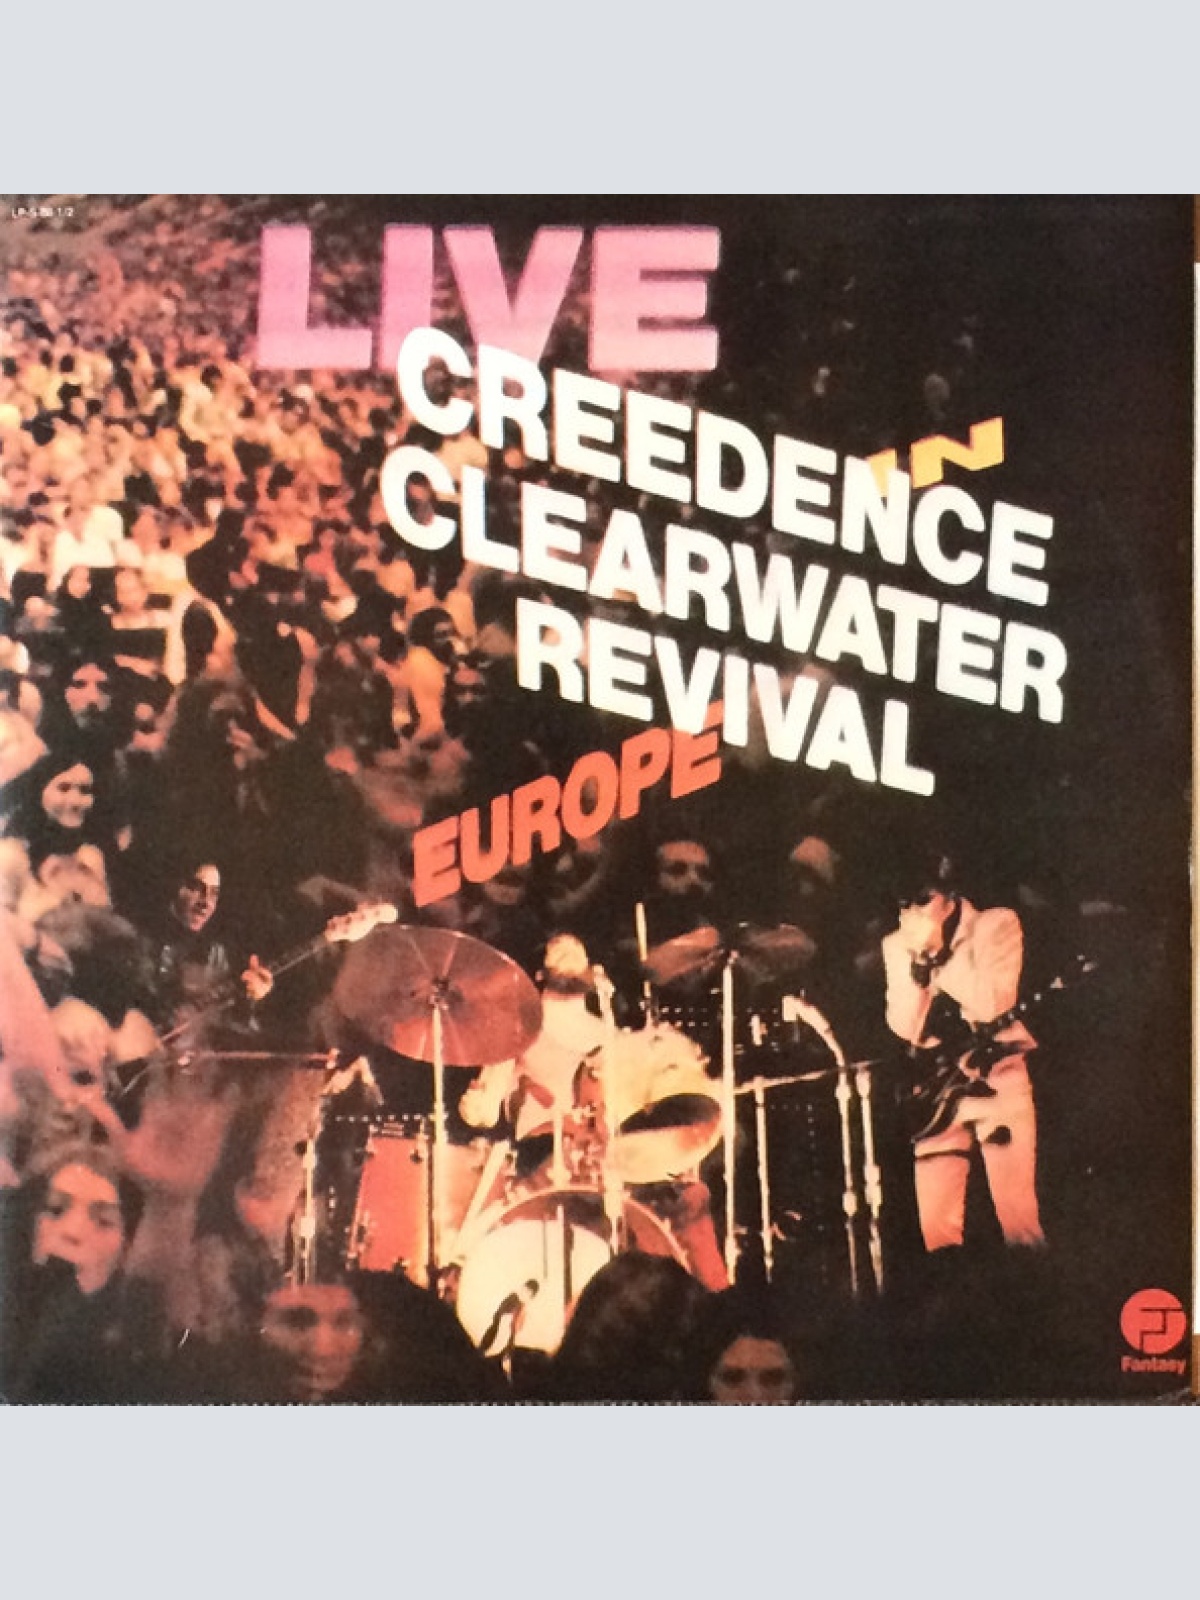 LIVE
CREEDENCE
IN
CLEARWATER
REVIVAL
EUROPE
Fantasy